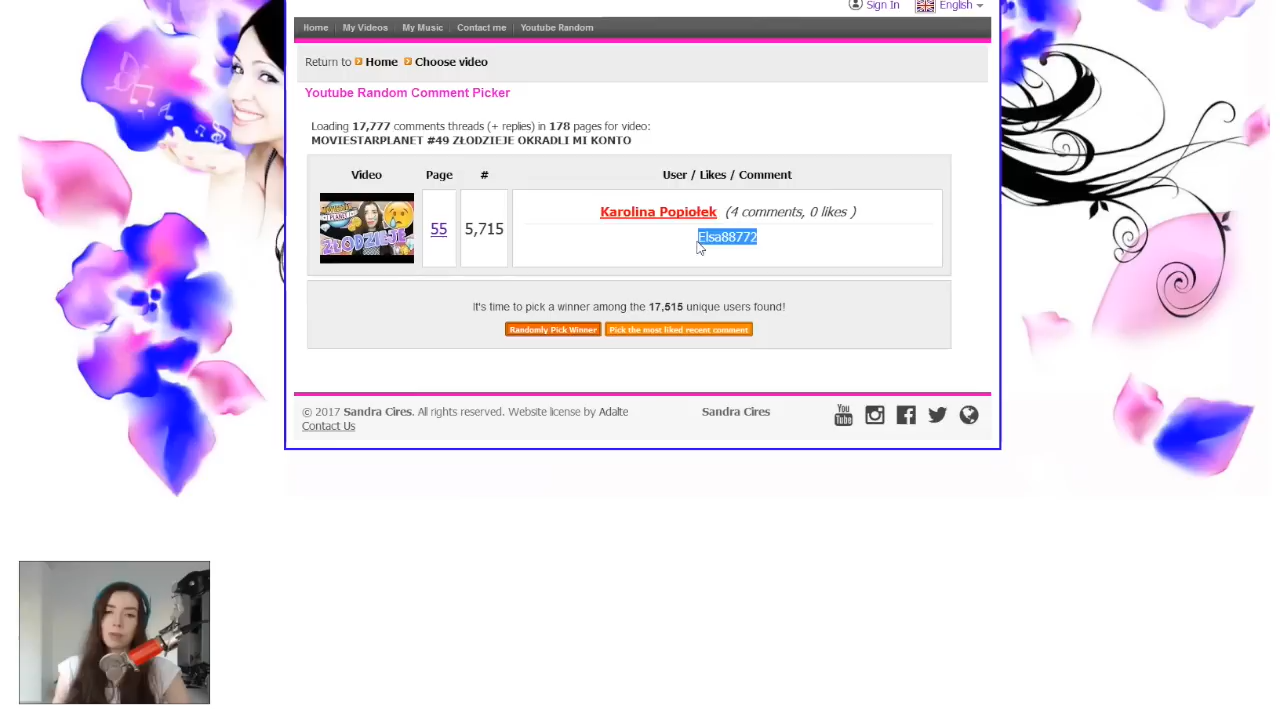 Sign In English
Home My Videos My Music Contact me Youtube Random
Return to Home Choose video
Youtube Random Comment Picker
Loading 17,777 comments threads (+ replies) in 178 pages for video:
MOVIESTARPLANET #49 ZŁODZIEJE OKRADLI MI KONTO
Video Page # User / Likes / Comment
ZŁODZIEJE 55 5,715 Karolina Popiołek (4 comments, 0 likes )
Elsa88772
It's time to pick a winner among the 17,515 unique users found!
Randomly Pick Winner Pick the most liked recent comment
© 2017 Sandra Cires. All rights reserved. Website license by Adalte Sandra Cires You Tube
Contact Us